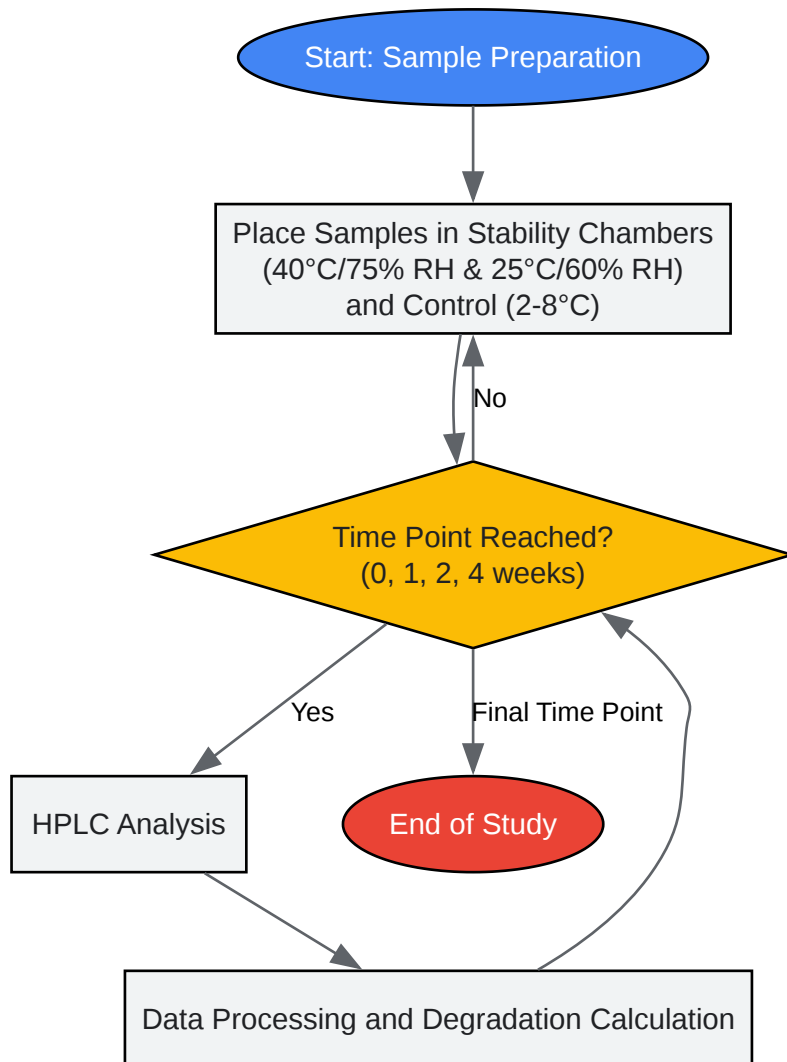 Start: Sample Preparation
Place Samples in Stability Chambers
(40°C/75% RH & 25°C/60% RH)
and Control (2-8°C)
No
Time Point Reached?
(0, 1, 2, 4 weeks)
Yes
Final Time Point
HPLC Analysis
End of Study
Data Processing and Degradation Calculation